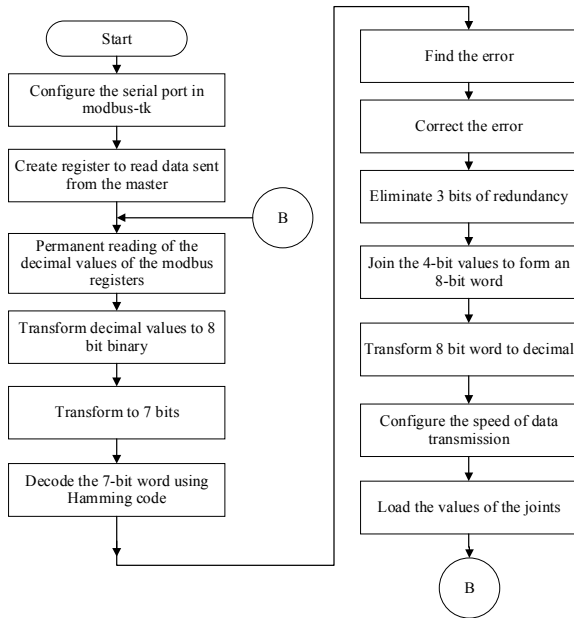 Start
Configure the serial port in
modbus-tk
Create register to read data sent
from the master
B
Permanent reading of the
decimal values of the modbus
registers
Transform decimal values to 8
bit binary
Transform to 7 bits
Decode the 7-bit word using
Hamming code
Find the error
Correct the error
Eliminate 3 bits of redundancy
Join the 4-bit values to form an
8-bit word
Transform 8 bit word to decimal
Configure the speed of data
transmission
Load the values of the joints
B